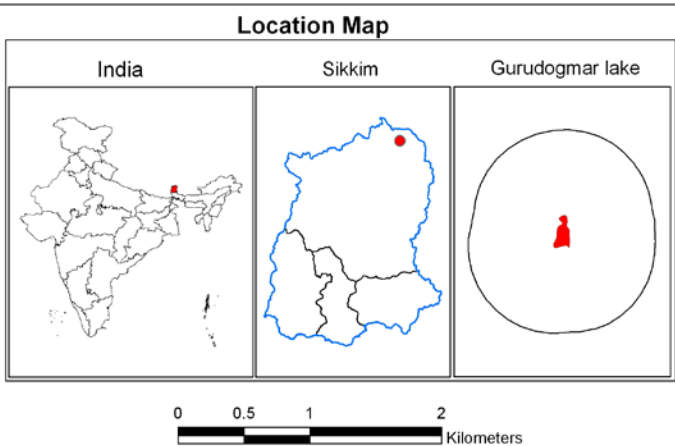 Location Map
India
Sikkim
Gurudogmar lake
0 0.5 1 2
Kilometers